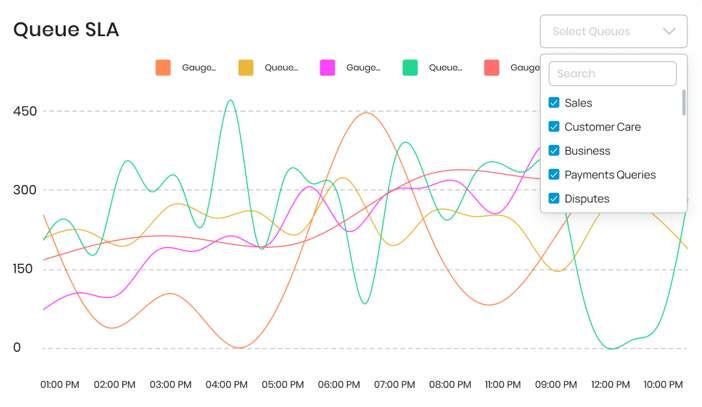 Queue SLA
Select Queues
Gauge...
Queue...
Gauge...
Queue...
Gauge
Search
Sales
Customer Care
Business
Payments Queries
Disputes
450
300
150
0
01:00 PM 02:00 PM 03:00 PM 04:00 PM 05:00 PM 06:00 PM 07:00 PM 08:00 PM 11:00 PM 09:00 PM 12:00 PM 10:00 PM